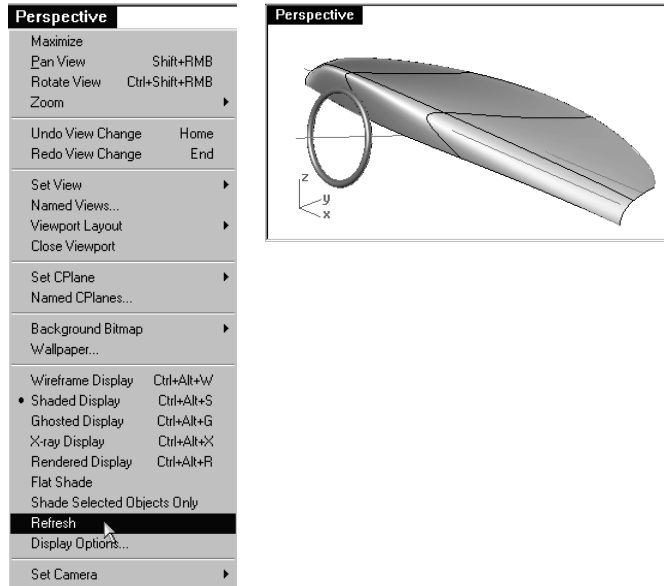 Perspective
Maximize
Pan View Shift+RMB
Rotate View Ctrl+Shift+RMB
Zoom
Undo View Change Home
Redo View Change End
Set View
Named Views...
Viewport Layout
Close Viewport
Set CPlane
Named CPlanes...
Background Bitmap
Wallpaper...
Wireframe Display Ctrl+Alt+W
Shaded Display Ctrl+Alt+S
Ghosted Display Ctrl+Alt+G
X-ray Display Ctrl+Alt+X
Rendered Display Ctrl+Alt+R
Flat Shade
Shade Selected Objects Only
Refresh
Display Options...
Set Camera
Perspective
z
y
x